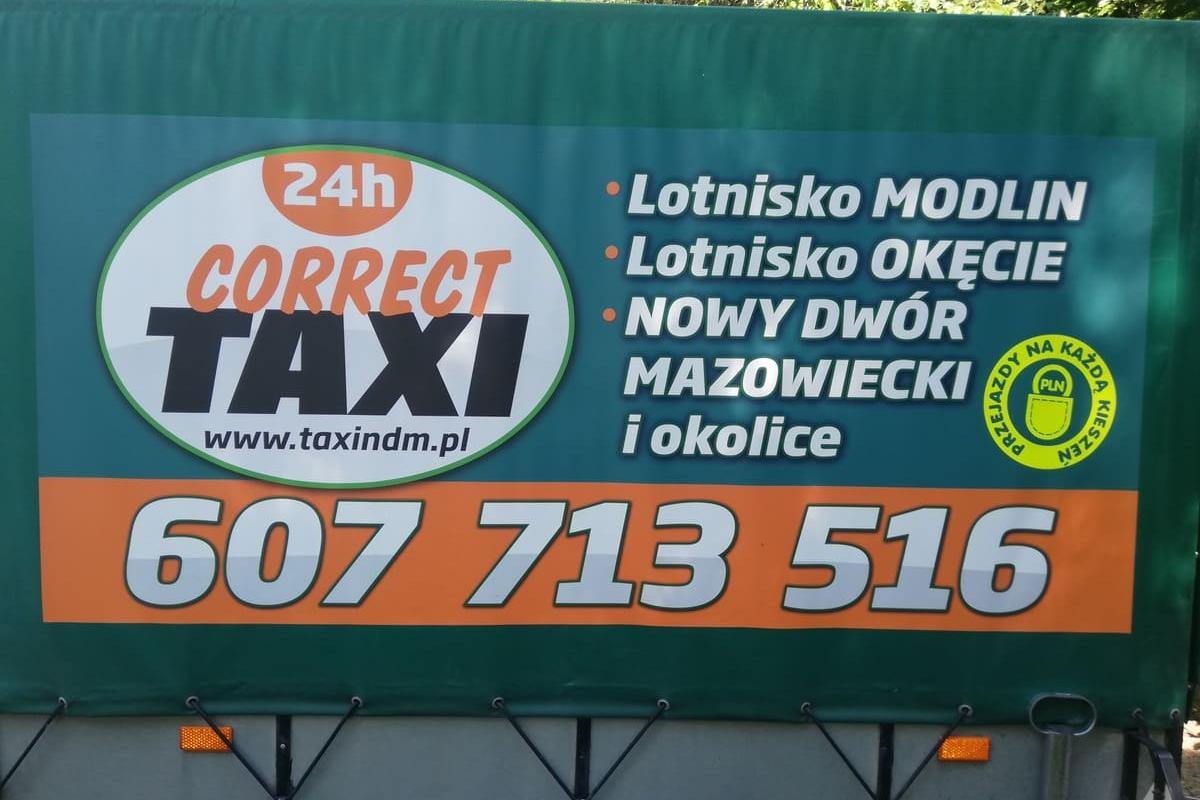 24h
CORRECT
TAXI
www.taxindm.pl
• Lotnisko MODLIN
• Lotnisko OKĘCIE
• NOWY DWÓR
MAZOWIECKI
i okolice
PRZEJAZDY NA KAŻDĄ KIESZEŃ
PLN
607 713 516